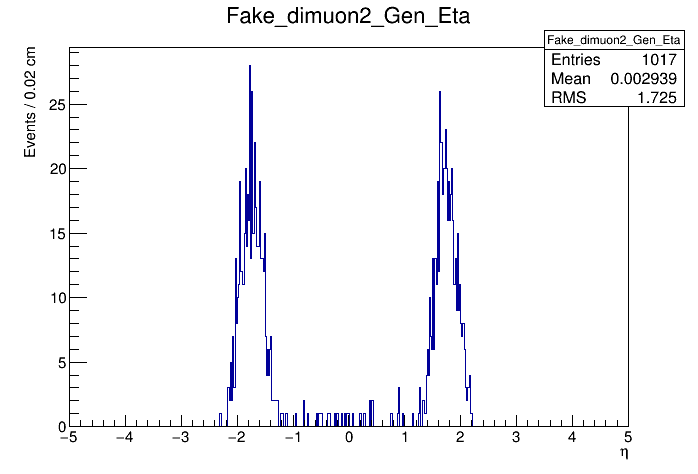 Fake_dimuon2_Gen_Eta
Fake_dimuon2_Gen_Eta
Entries 1017
Mean 0.002939
RMS 1.725
Events / 0.02 cm
25
20
15
10
5
0
−5 −4 −3 −2 −1 0 1 2 3 4 5
η